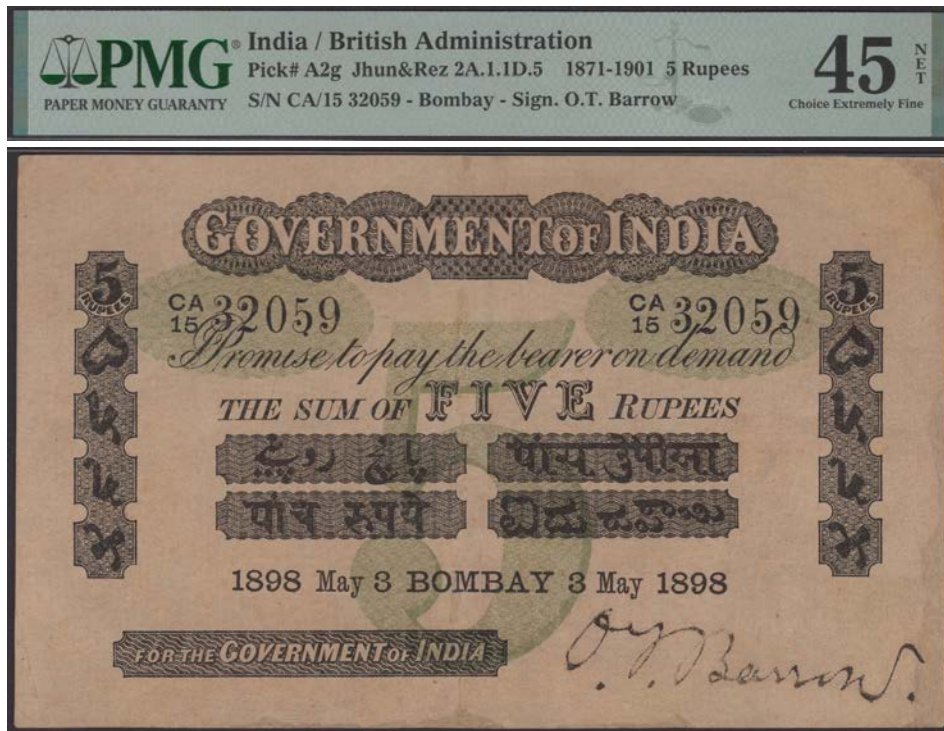 PMG® India / British Administration 45 NET
Pick# A2g Jhun&Rez 2A.1.1D.5 1871-1901 5 Rupees
PAPER MONEY GUARANTY S/N CA/15 32059 - Bombay - Sign. O.T. Barrow Choice Extremely Fine
GOVERNMENT OF INDIA
5 RUPEES 5 RUPEES
CA/15 32059 CA/15 32059
I Promise to pay the bearer on demand
THE SUM OF FIVE RUPEES
पांच रुपये
1898 May 3 BOMBAY 3 May 1898
FOR THE GOVERNMENT OF INDIA O.T. Barrow.